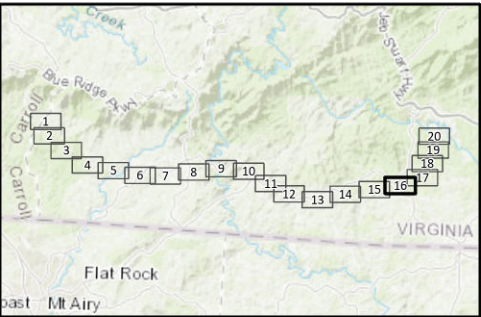 Creek
Jeb Stuart Hwy
Blue Ridge Pkwy
Carroll
1
2
3
4
5
6
7
8
9
10
11
12
13
14
15
16
17
18
19
20
Carroll
VIRGINIA
Flat Rock
oast
Mt Airy